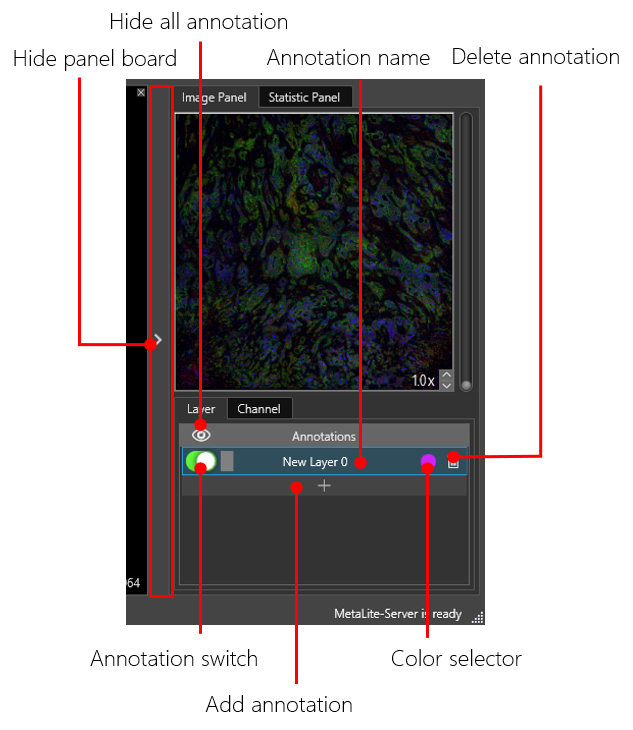 Hide all annotation
Hide panel board
Annotation name
Delete annotation
Image Panel
Statistic Panel
1.0x
Layer
Channel
Annotations
New Layer 0
064
MetaLite-Server is ready
Annotation switch
Color selector
Add annotation